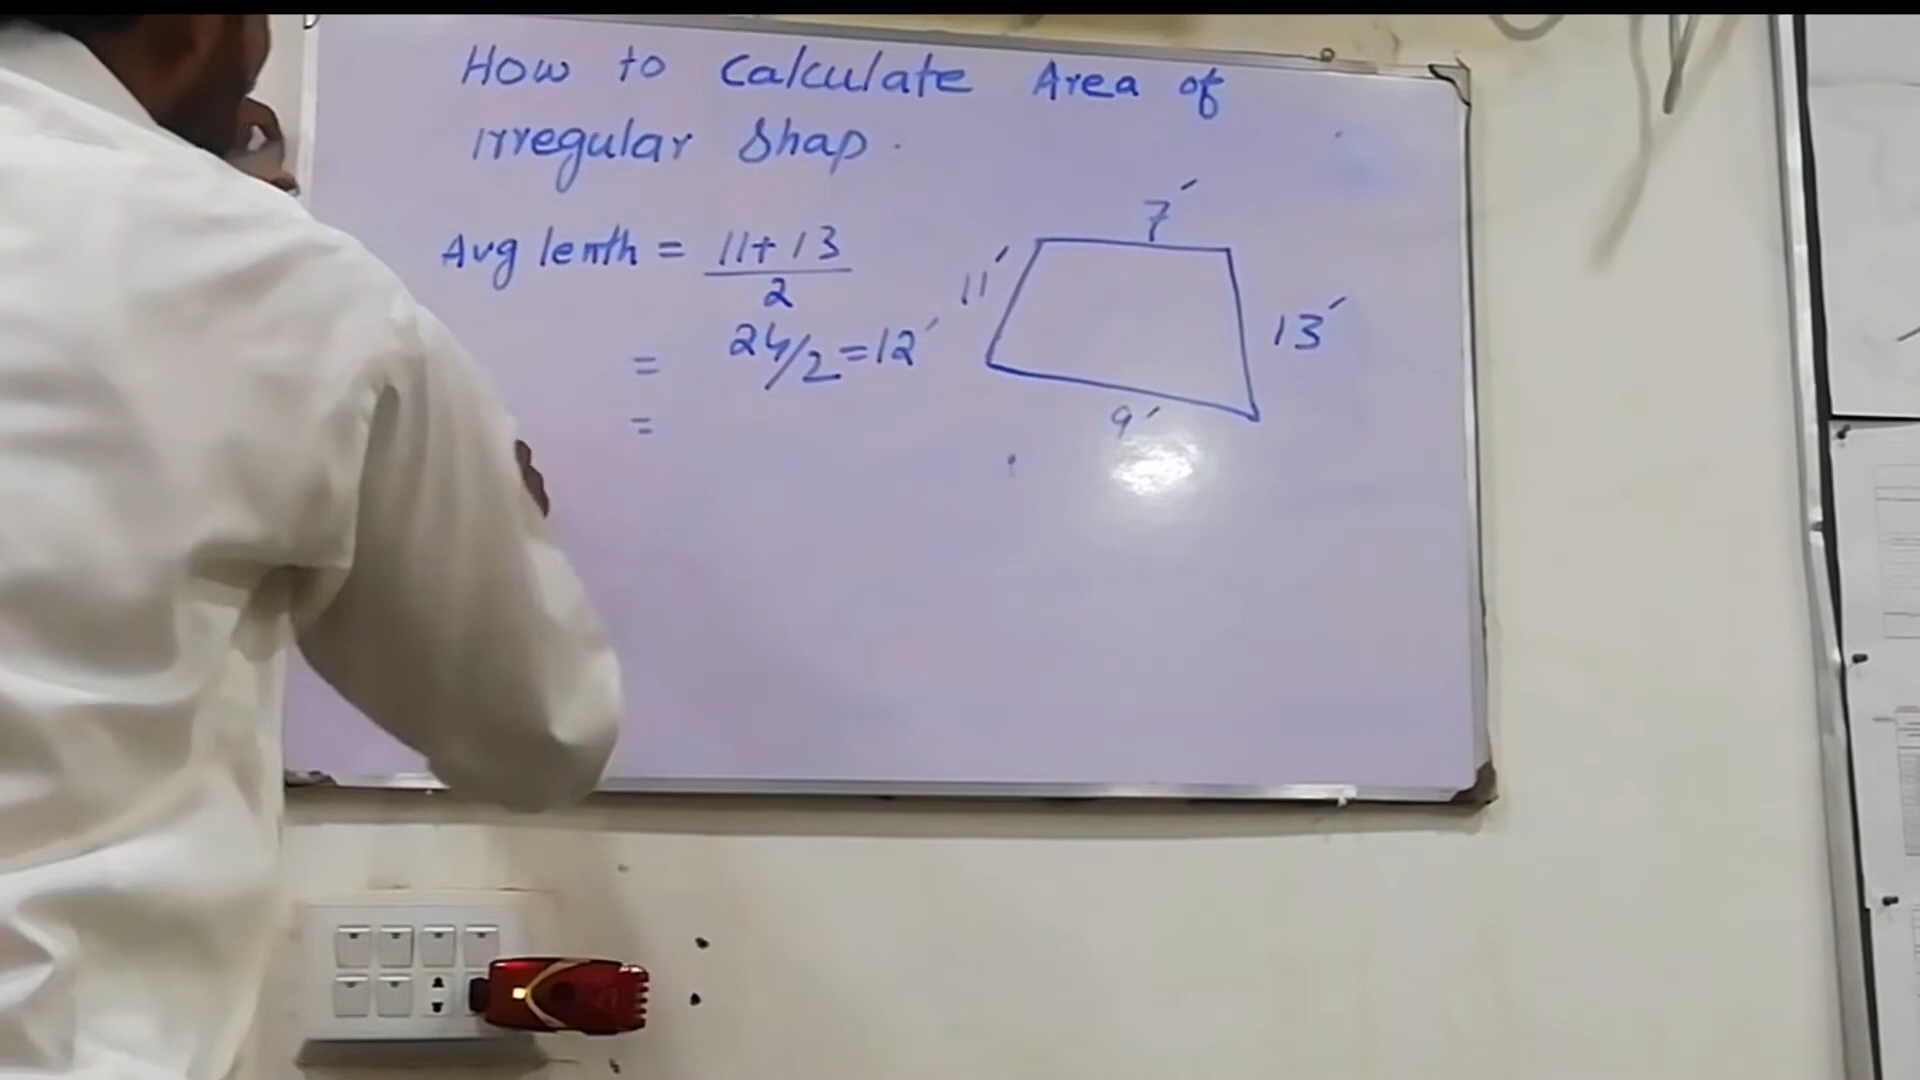 How to Calculate Area of
irregular Shap.
Avg lenth = 11+13
2
= 24/2=12'
=
7'
11'
13'
9'